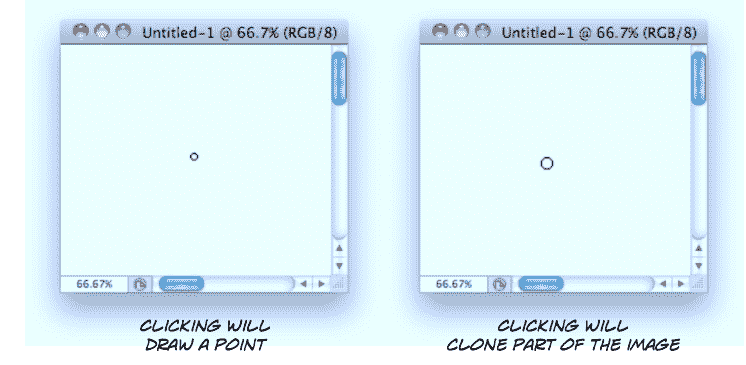 Untitled-1 @ 66.7% (RGB/8)
66.67%
CLICKING WILL
DRAW A POINT
Untitled-1 @ 66.7% (RGB/8)
66.67%
CLICKING WILL
CLONE PART OF THE IMAGE